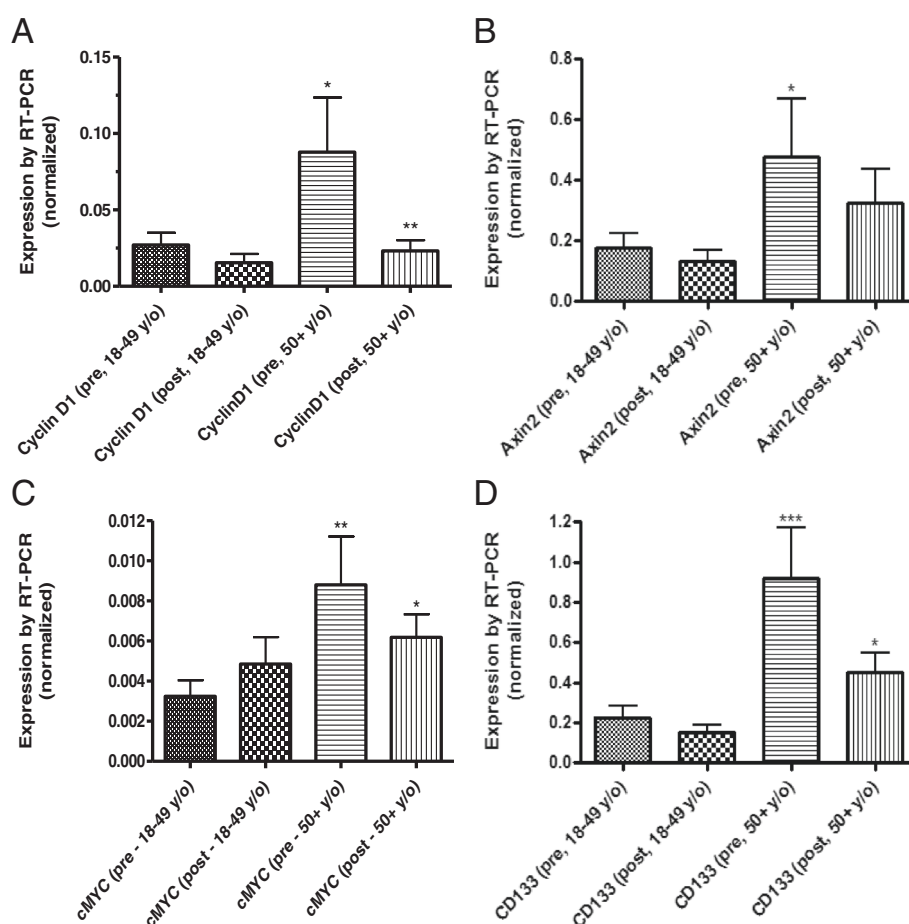 A
Expression by RT-PCR
(normalized)
0.15
0.10
0.05
0.00
*
**
Cyclin D1 (pre, 18-49 y/o)
Cyclin D1 (post, 18-49 y/o)
CyclinD1 (pre, 50+ y/o)
CyclinD1 (post, 50+ y/o)
B
Expression by RT-PCR
(normalized)
0.8
0.6
0.4
0.2
0.0
*
Axin2 (pre, 18-49 y/o)
Axin2 (post, 18-49 y/o)
Axin2 (pre, 50+ y/o)
Axin2 (post, 50+ y/o)
C
Expression by RT-PCR
(normalized)
0.012
0.010
0.008
0.006
0.004
0.002
0.000
**
*
cMYC (pre - 18-49 y/o)
cMYC (post - 18-49 y/o)
cMYC (pre - 50+ y/o)
cMYC (post - 50+ y/o)
D
Expression by RT-PCR
(normalized)
1.2
1.0
0.8
0.6
0.4
0.2
0.0
***
*
CD133 (pre, 18-49 y/o)
CD133 (post, 18-49 y/o)
CD133 (pre, 50+ y/o)
CD133 (post, 50+ y/o)